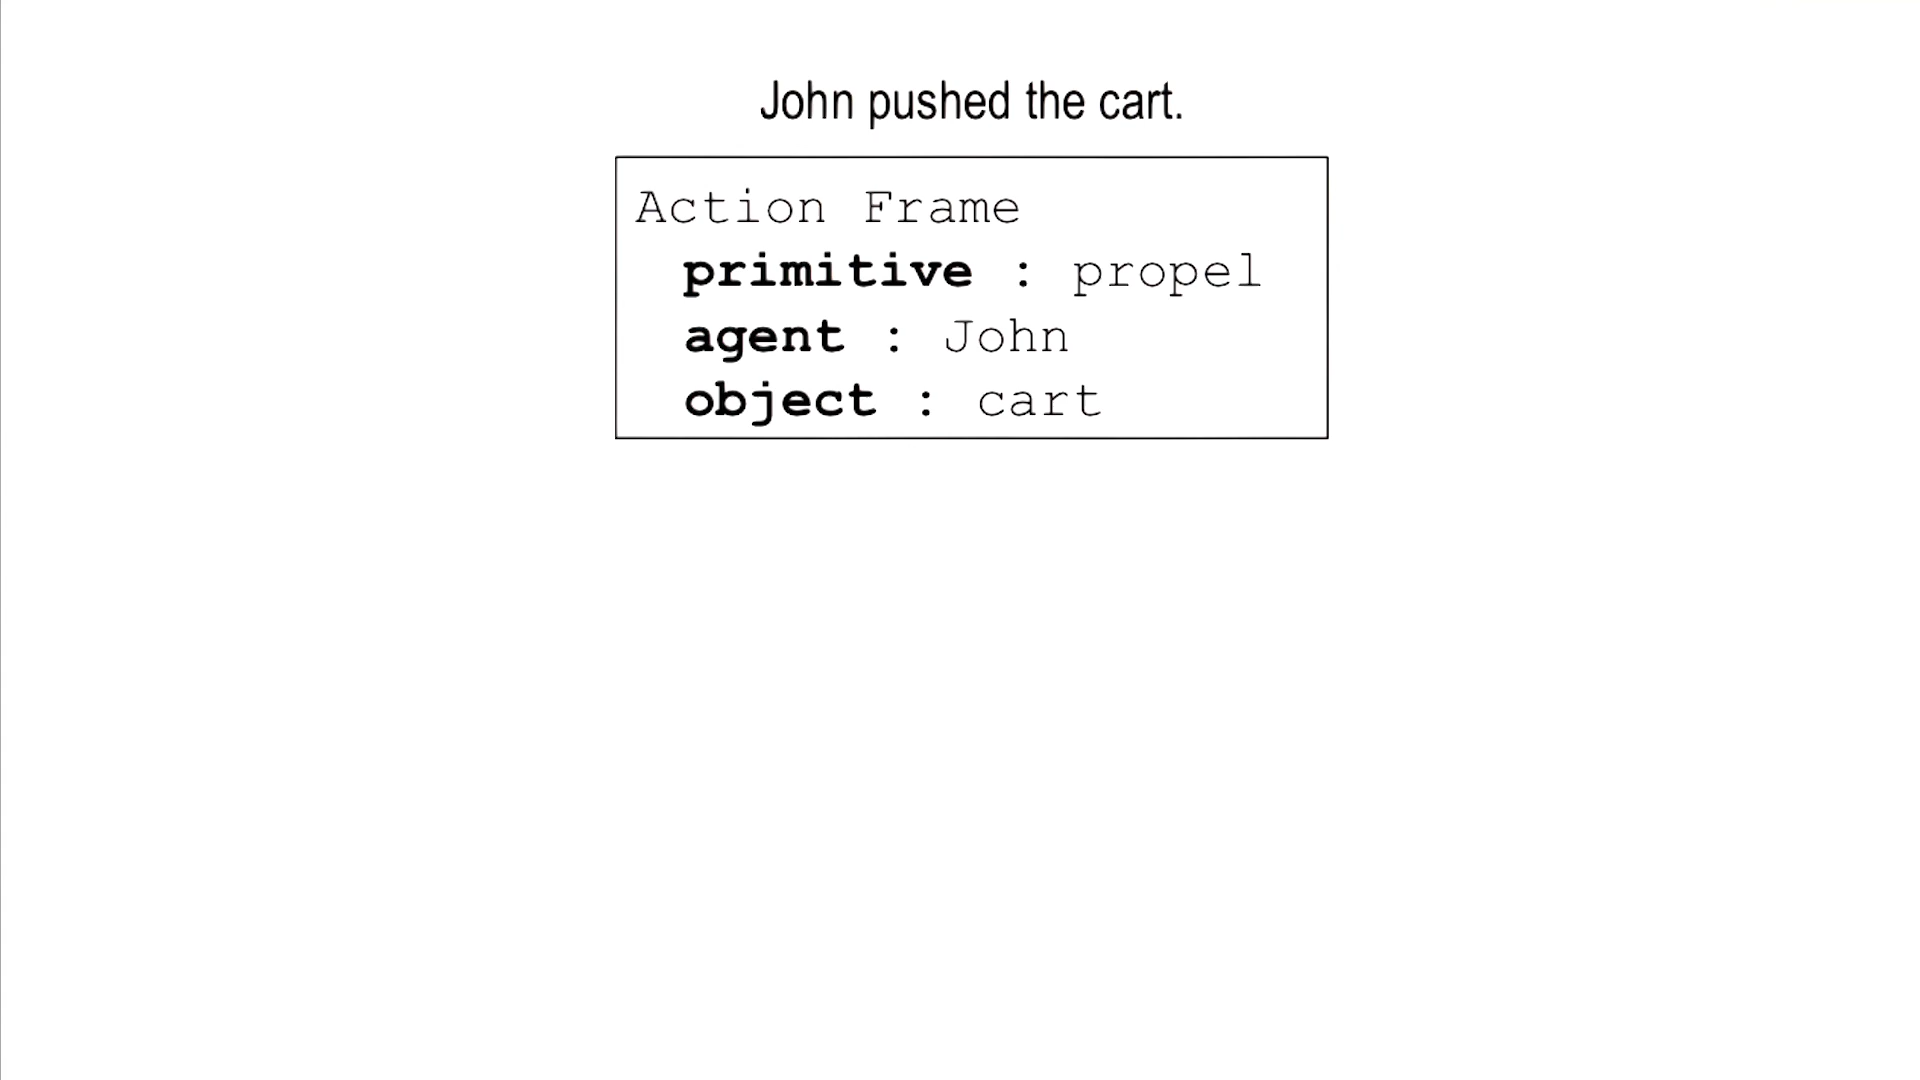 John pushed the cart.
Action Frame
primitive : propel
agent : John
object : cart